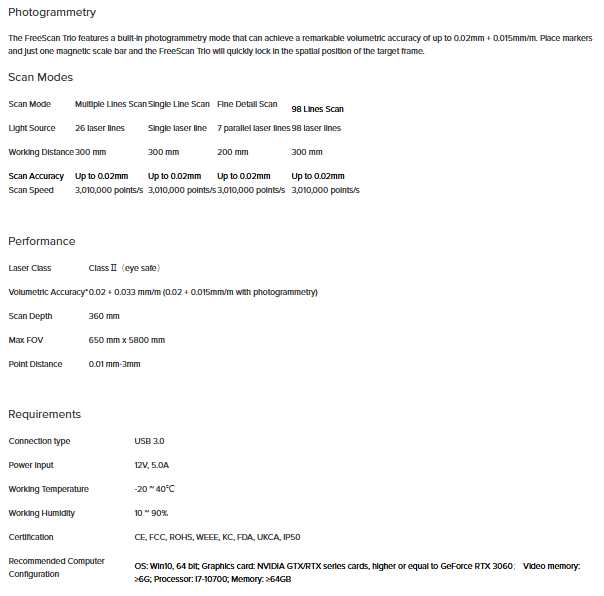 Photogrammetry
The FreeScan Trio features a built-in photogrammetry mode that can achieve a remarkable volumetric accuracy of up to 0.02mm + 0.015mm/m. Place markers
and just one magnetic scale bar and the FreeScan Trio will quickly lock in the spatial position of the target frame.
Scan Modes
Scan Mode Multiple Lines Scan Single Line Scan Fine Detail Scan 98 Lines Scan
Light Source 26 laser lines Single laser line 7 parallel laser lines 98 laser lines
Working Distance 300 mm 300 mm 200 mm 300 mm
Scan Accuracy Up to 0.02mm Up to 0.02mm Up to 0.02mm Up to 0.02mm
Scan Speed 3,010,000 points/s 3,010,000 points/s 3,010,000 points/s 3,010,000 points/s
Performance
Laser Class Class Ⅱ（eye safe）
Volumetric Accuracy* 0.02 + 0.033 mm/m (0.02 + 0.015mm/m with photogrammetry)
Scan Depth 360 mm
Max FOV 650 mm x 5800 mm
Point Distance 0.01 mm-3mm
Requirements
Connection type USB 3.0
Power Input 12V, 5.0A
Working Temperature -20 ~ 40℃
Working Humidity 10 ~ 90%
Certification CE, FCC, ROHS, WEEE, KC, FDA, UKCA, IP50
Recommended Computer
Configuration
OS: Win10, 64 bit; Graphics card: NVIDIA GTX/RTX series cards, higher or equal to GeForce RTX 3060； Video memory:
≥6G; Processor: I7-10700; Memory: ≥64GB